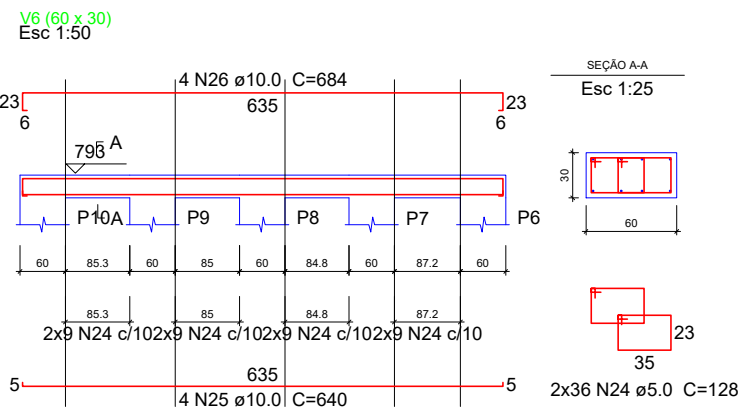 V6 (60 x 30)
Esc 1:50
4 N26 ø10.0 C=684
635
23
23
6
6
SEÇÃO A-A
Esc 1:25
A
P10
A
P9
P8
P7
P6
30
60
60
85.3
60
85
60
84.8
60
87.2
60
85.3
85
84.8
87.2
2x9 N24 c/10
2x9 N24 c/10
2x9 N24 c/10
2x9 N24 c/10
635
5
5
4 N25 ø10.0 C=640
23
35
2x36 N24 ø5.0 C=128